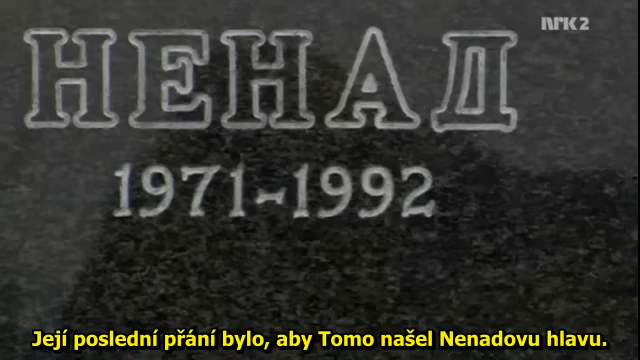 NRK2
НЕНАД
1971-1992
Její poslední přání bylo, aby Tomo našel Nenadovu hlavu.